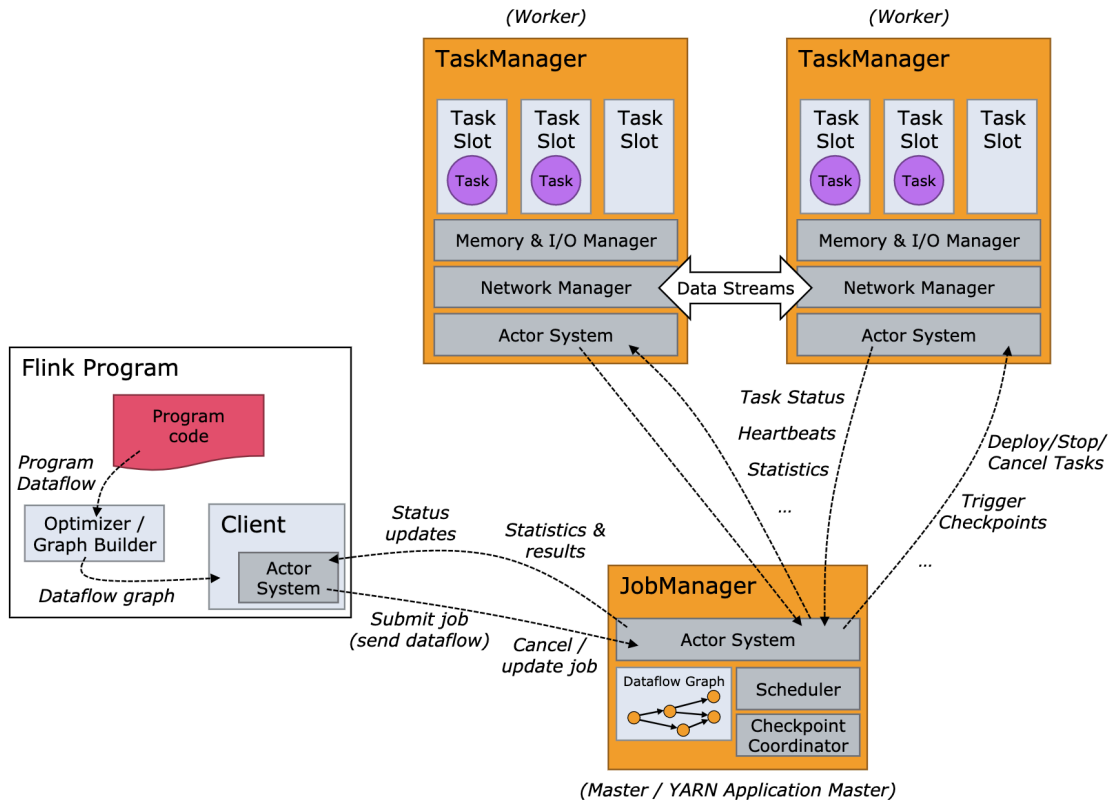 (Worker)
(Worker)
TaskManager
TaskManager
Task
Slot
Task
Task
Slot
Task
Task
Slot
Task
Slot
Task
Task
Slot
Task
Task
Slot
Memory & I/O Manager
Memory & I/O Manager
Network Manager
Data Streams
Network Manager
Actor System
Actor System
Flink Program
Program
code
Program
Dataflow
Optimizer /
Graph Builder
Dataflow graph
Client
Actor
System
Status
updates
Statistics &
results
Submit job
(send dataflow)
Cancel /
update job
Task Status
Heartbeats
Statistics
...
Deploy/Stop/
Cancel Tasks
Trigger
Checkpoints
...
JobManager
Actor System
Dataflow Graph
Scheduler
Checkpoint
Coordinator
(Master / YARN Application Master)